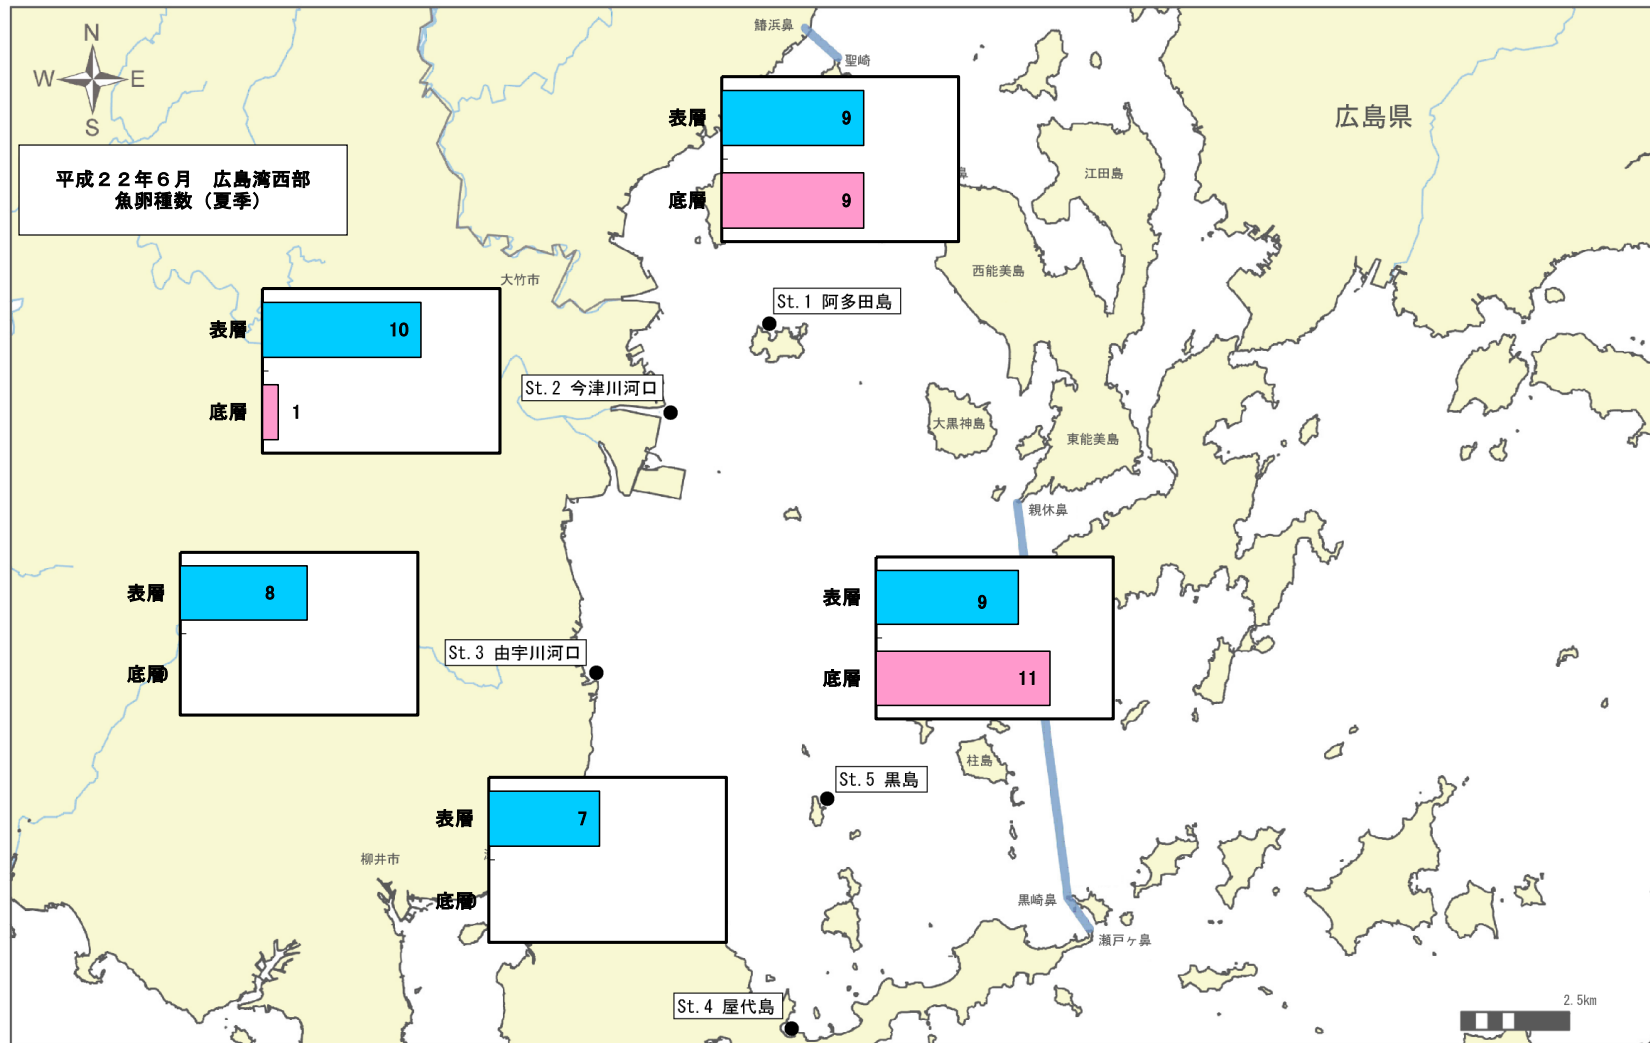 鰆浜鼻
聖崎
N
W E
S
広島県
表層 9
底層 9
鼻
江田島
平成２２年６月　広島湾西部
魚卵種数（夏季）
西能美島
大竹市
St.1 阿多田島
表層 10
底層 1
St.2 今津川河口
大黒神島
東能美島
親休鼻
表層 8
底層 0
St.3 由宇川河口
表層 9
底層 11
柱島
St.5 黒島
表層 7
底層 0
柳井市
黒崎鼻
瀬戸ヶ鼻
St.4 屋代島
2.5km